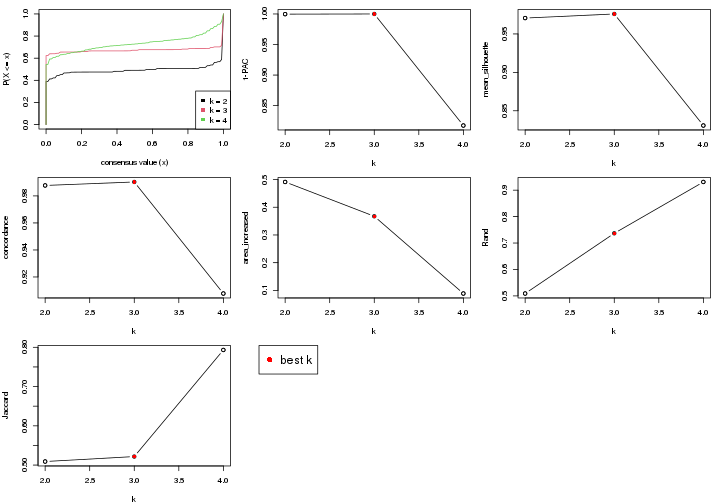 P(X <= x)
0.0 0.2 0.4 0.6 0.8 1.0
k = 2
k = 3
k = 4
0.0 0.2 0.4 0.6 0.8 1.0
consensus value (x)
1-PAC
0.85 0.90 0.95 1.00
2.0 2.5 3.0 3.5 4.0
k
mean_silhouette
0.85 0.95
2.0 2.5 3.0 3.5 4.0
k
concordance
0.92 0.94 0.96 0.98
2.0 2.5 3.0 3.5 4.0
k
area_increased
0.1 0.2 0.3 0.4 0.5
2.0 2.5 3.0 3.5 4.0
k
Rand
0.5 0.6 0.7 0.8 0.9
2.0 2.5 3.0 3.5 4.0
k
Jaccard
0.50 0.60 0.70 0.80
2.0 2.5 3.0 3.5 4.0
k
best k